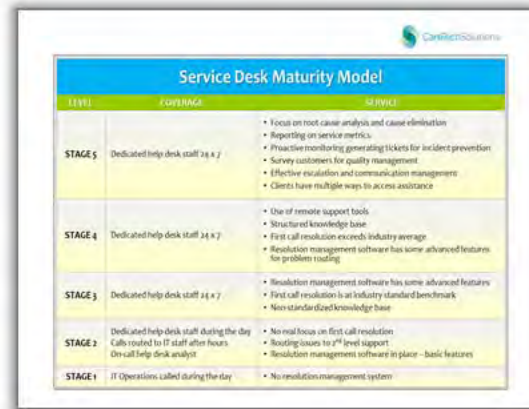 CareTechSolutions
Service Desk Maturity Model
LEVEL COVERAGE SERVICE
• Focus on root cause analysis and cause elimination
• Reporting on service metrics
STAGE 5 Dedicated help desk staff 24 x 7 • Proactive monitoring generating tickets for incident prevention
• Survey customers for quality management
• Effective escalation and communication management
• Clients have multiple ways to access assistance
• Use of remote support tools
• Structured knowledge base
STAGE 4 Dedicated help desk staff 24 x 7 • First call resolution exceeds industry average
• Resolution management software has some advanced features
for problem routing
• Resolution management software has some advanced features
STAGE 3 Dedicated help desk staff 24 x 7 • First call resolution is at industry standard benchmark
• Non-standardized knowledge base
Dedicated help desk staff during the day • No real focus on first call resolution
STAGE 2 Calls routed to IT staff after hours • Routing issues to 2nd level support
On-call help desk analyst • Resolution management software in place – basic features
STAGE 1 IT Operations called during the day • No resolution management system